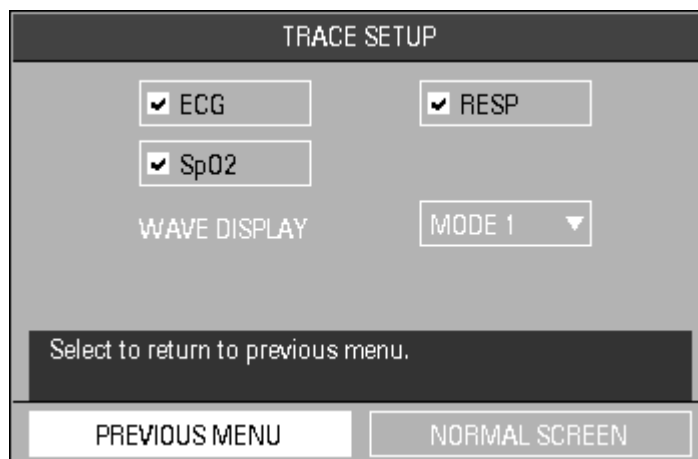 TRACE SETUP
ECG
RESP
SpO2
WAVE DISPLAY
MODE 1
Select to return to previous menu.
PREVIOUS MENU
NORMAL SCREEN